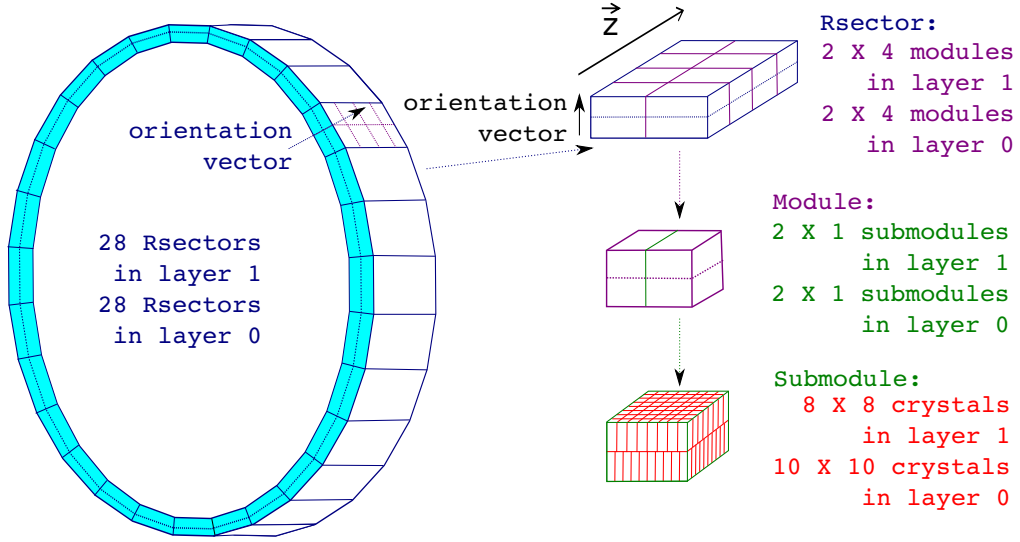 orientation
vector
28 Rsectors
in layer 1
28 Rsectors
in layer 0
z
orientation
vector
Rsector:
2 X 4 modules
in layer 1
2 X 4 modules
in layer 0
Module:
2 X 1 submodules
in layer 1
2 X 1 submodules
in layer 0
Submodule:
8 X 8 crystals
in layer 1
10 X 10 crystals
in layer 0